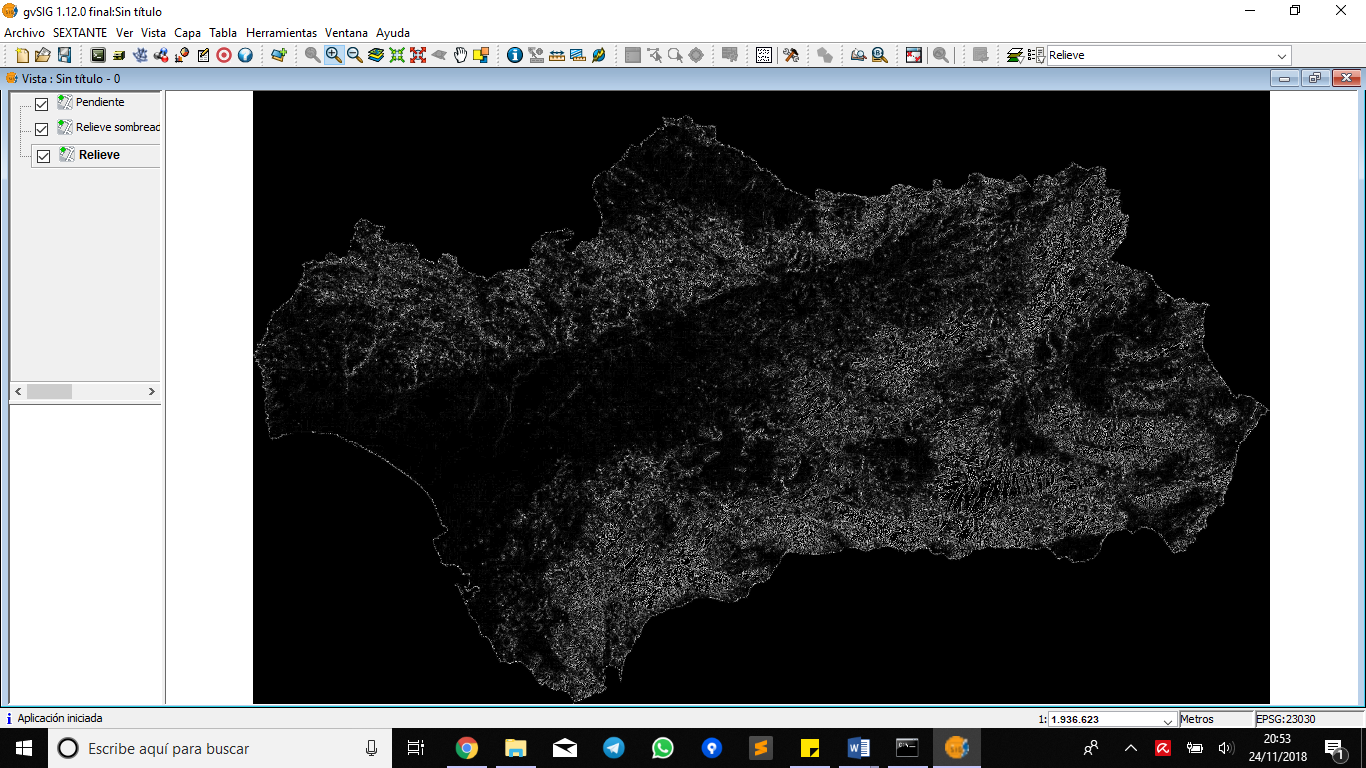 gvSIG 1.12.0 final:Sin título
Archivo SEXTANTE Ver Vista Capa Tabla Herramientas Ventana Ayuda
Relieve
Vista : Sin título - 0
Pendiente
Relieve sombread
Relieve
Aplicación iniciada
1: 1.936.623
Metros
EPSG:23030
Escribe aquí para buscar
20:53
24/11/2018
1